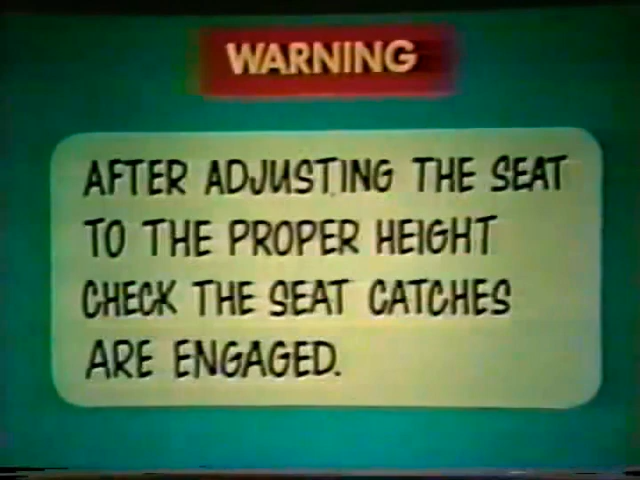 WARNING
AFTER ADJUSTING THE SEAT
TO THE PROPER HEIGHT
CHECK THE SEAT CATCHES
ARE ENGAGED.